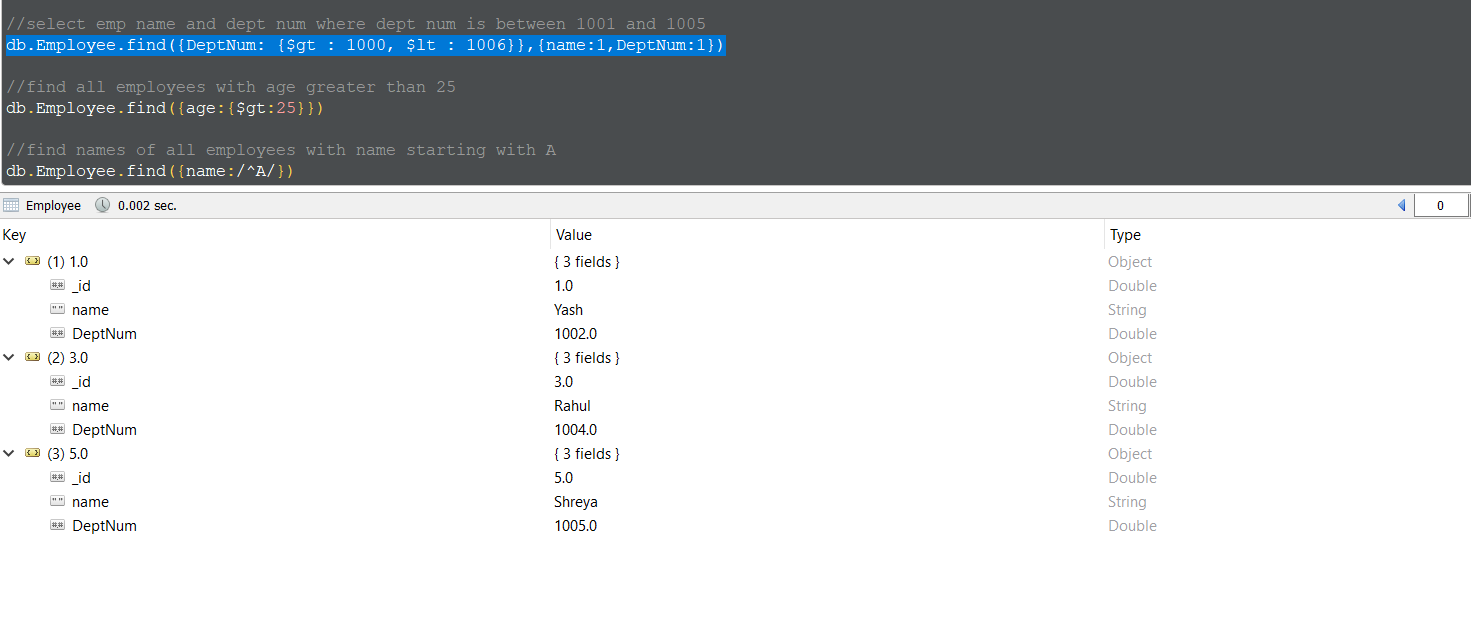 //select emp name and dept num where dept num is between 1001 and 1005
db.Employee.find({DeptNum: {$gt : 1000, $lt : 1006}},{name:1,DeptNum:1})
//find all employees with age greater than 25
db.Employee.find({age:{$gt:25}})
//find names of all employees with name starting with A
db.Employee.find({name:/^A/})
Employee 0.002 sec. 0
Key Value Type
(1) 1.0 { 3 fields } Object
_id 1.0 Double
name Yash String
DeptNum 1002.0 Double
(2) 3.0 { 3 fields } Object
_id 3.0 Double
name Rahul String
DeptNum 1004.0 Double
(3) 5.0 { 3 fields } Object
_id 5.0 Double
name Shreya String
DeptNum 1005.0 Double